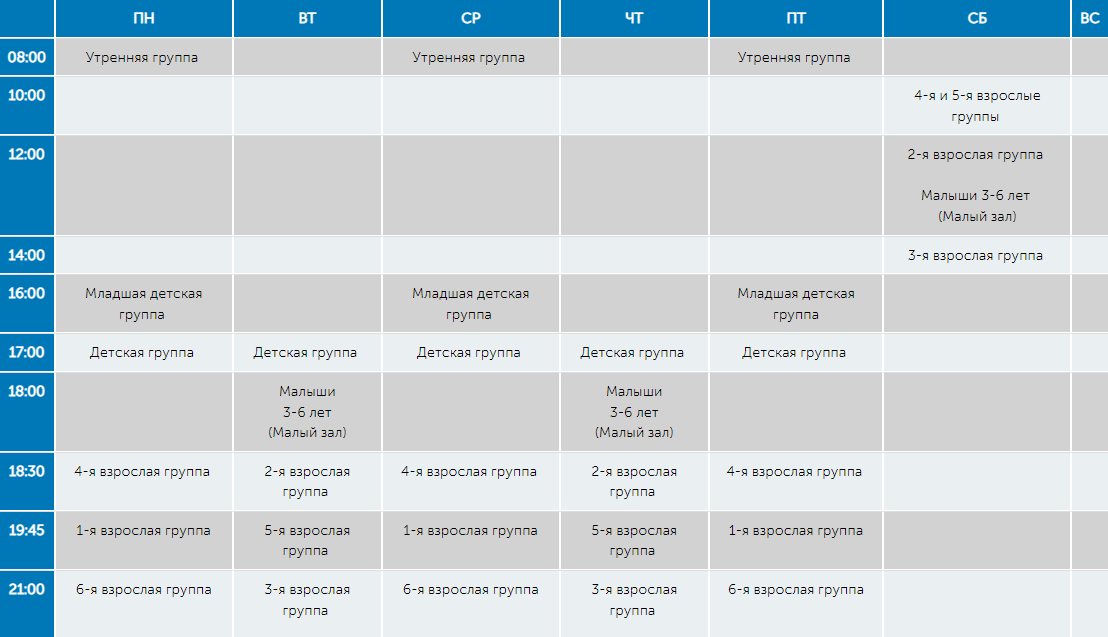 ПН ВТ СР ЧТ ПТ СБ ВС
08:00 Утренняя группа Утренняя группа Утренняя группа
10:00 4-я и 5-я взрослые
группы
12:00 2-я взрослая группа
Малыши 3-6 лет
(Малый зал)
14:00 3-я взрослая группа
16:00 Младшая детская Младшая детская Младшая детская
группа группа группа
17:00 Детская группа Детская группа Детская группа Детская группа Детская группа
18:00 Малыши Малыши
3-6 лет 3-6 лет
(Малый зал) (Малый зал)
18:30 4-я взрослая группа 2-я взрослая 4-я взрослая группа 2-я взрослая 4-я взрослая группа
группа группа
19:45 1-я взрослая группа 5-я взрослая 1-я взрослая группа 5-я взрослая 1-я взрослая группа
группа группа
21:00 6-я взрослая группа 3-я взрослая 6-я взрослая группа 3-я взрослая 6-я взрослая группа
группа группа